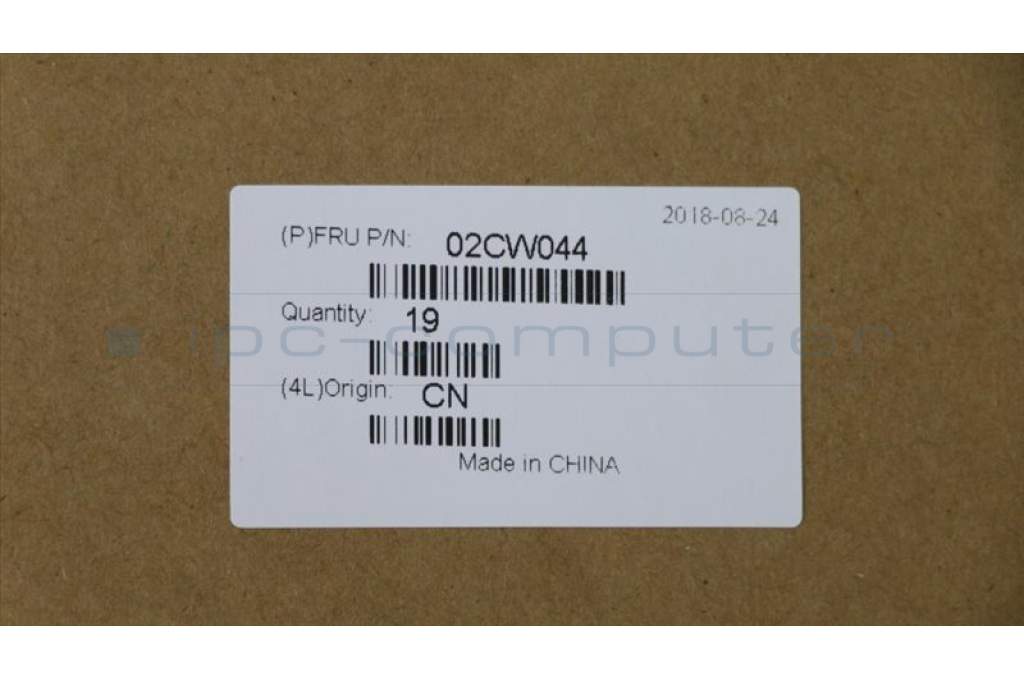 2018-08-24
(P)FRU P/N: 02CW044
Quantity: 19
ipc-computer
(4L)Origin: CN
Made in CHINA